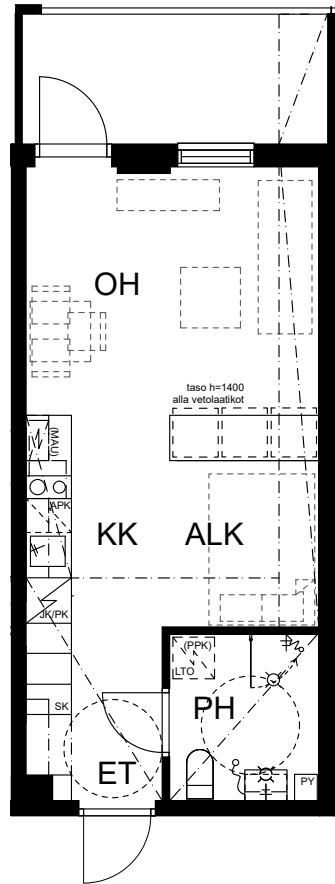 OH
taso h=1400
alla vetolaatikot
(MAU)
APK
KK
ALK
JK/PK
(PPK)
LTO
SK
PH
ET
PY